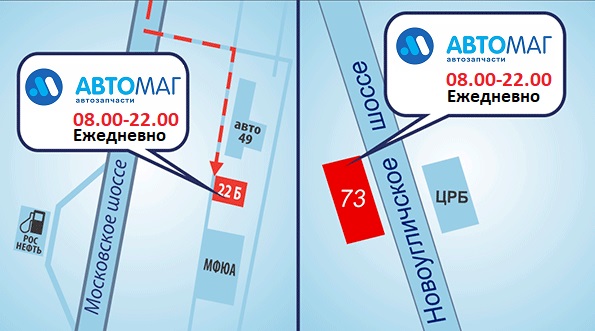 АВТОМАГ
автозапчасти
08.00-22.00
Ежедневно
авто
49
22 Б
МФЮА
РОС
НЕФТЬ
Московское шоссе
АВТОМАГ
автозапчасти
08.00-22.00
Ежедневно
73
ЦРБ
Новоугличское шоссе